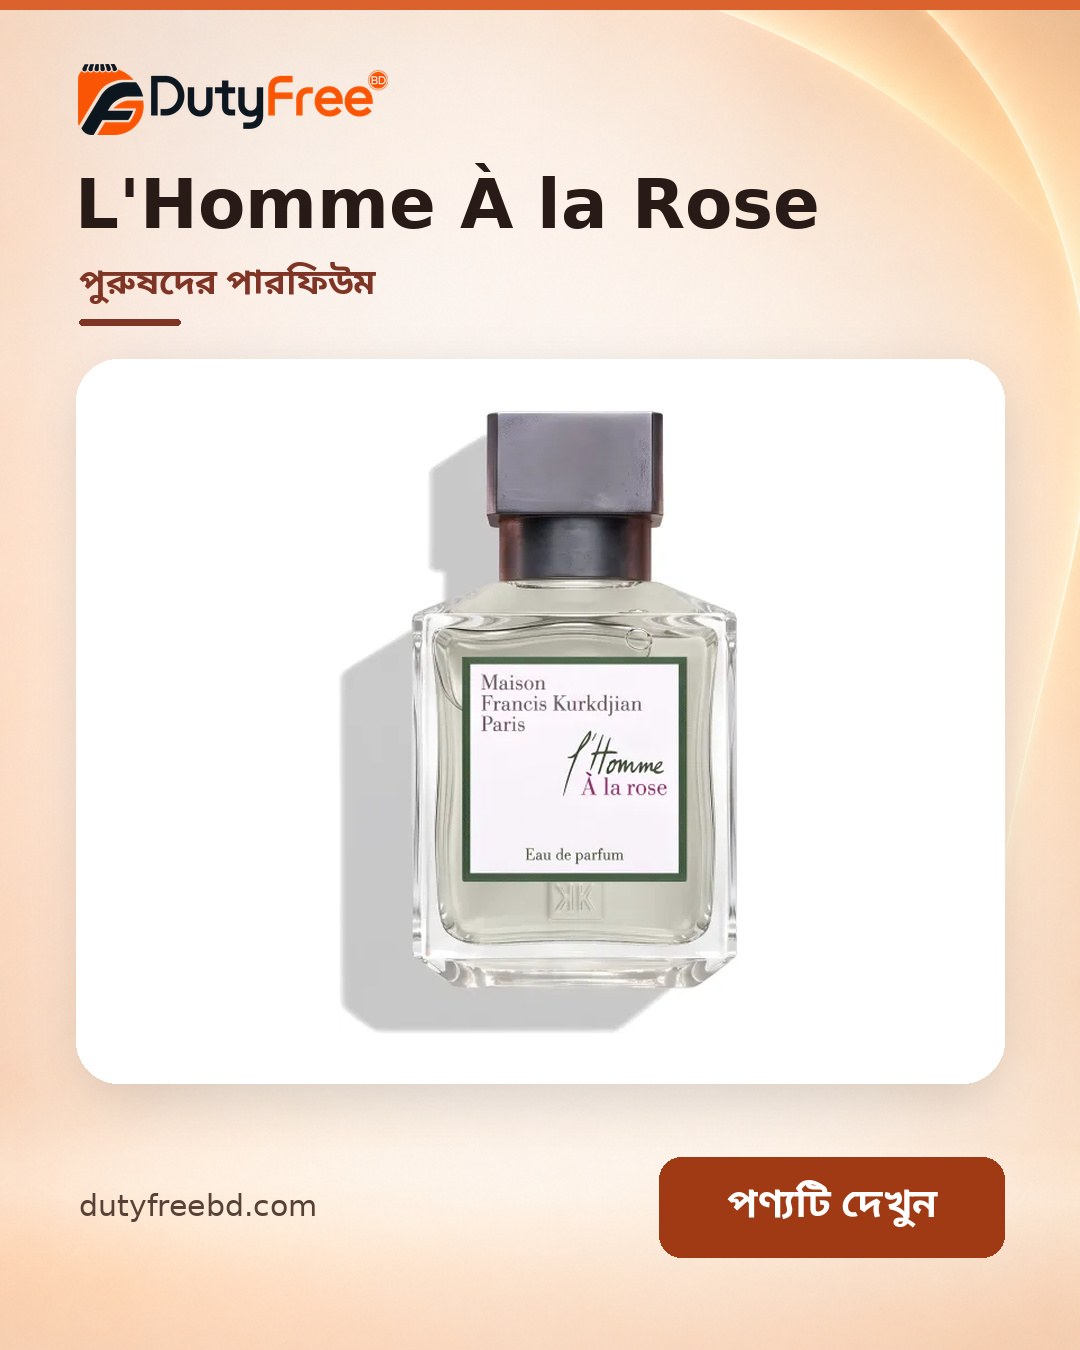 DutyFree BD
L'Homme À la Rose
পুরুষদের পারফিউম
Maison
Francis Kurkdjian
Paris
l'Homme
À la rose
Eau de parfum
dutyfreebd.com
পণ্যটি দেখুন